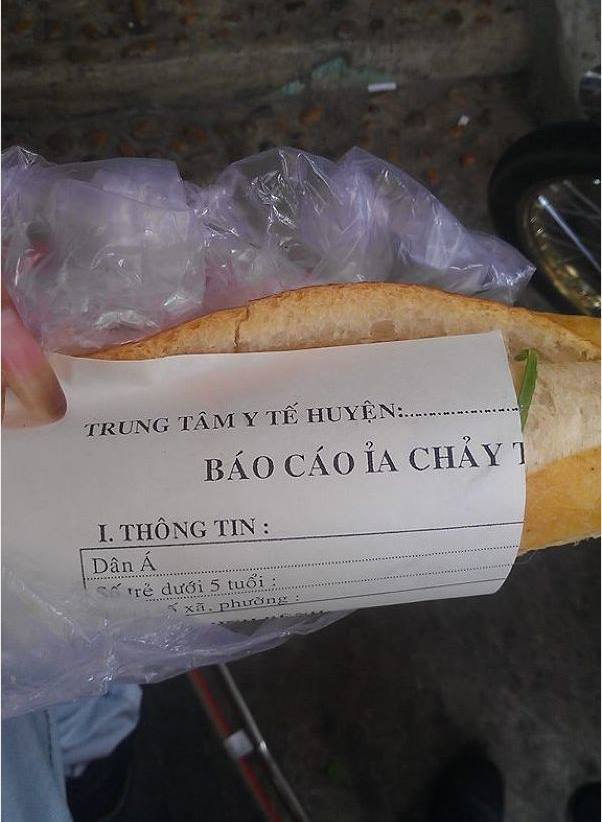 TRUNG TÂM Y TẾ HUYỆN:..............................
BÁO CÁO ỈA CHẢY
I. THÔNG TIN :
Dân Á
Số trẻ dưới 5 tuổi :
xã, phường :